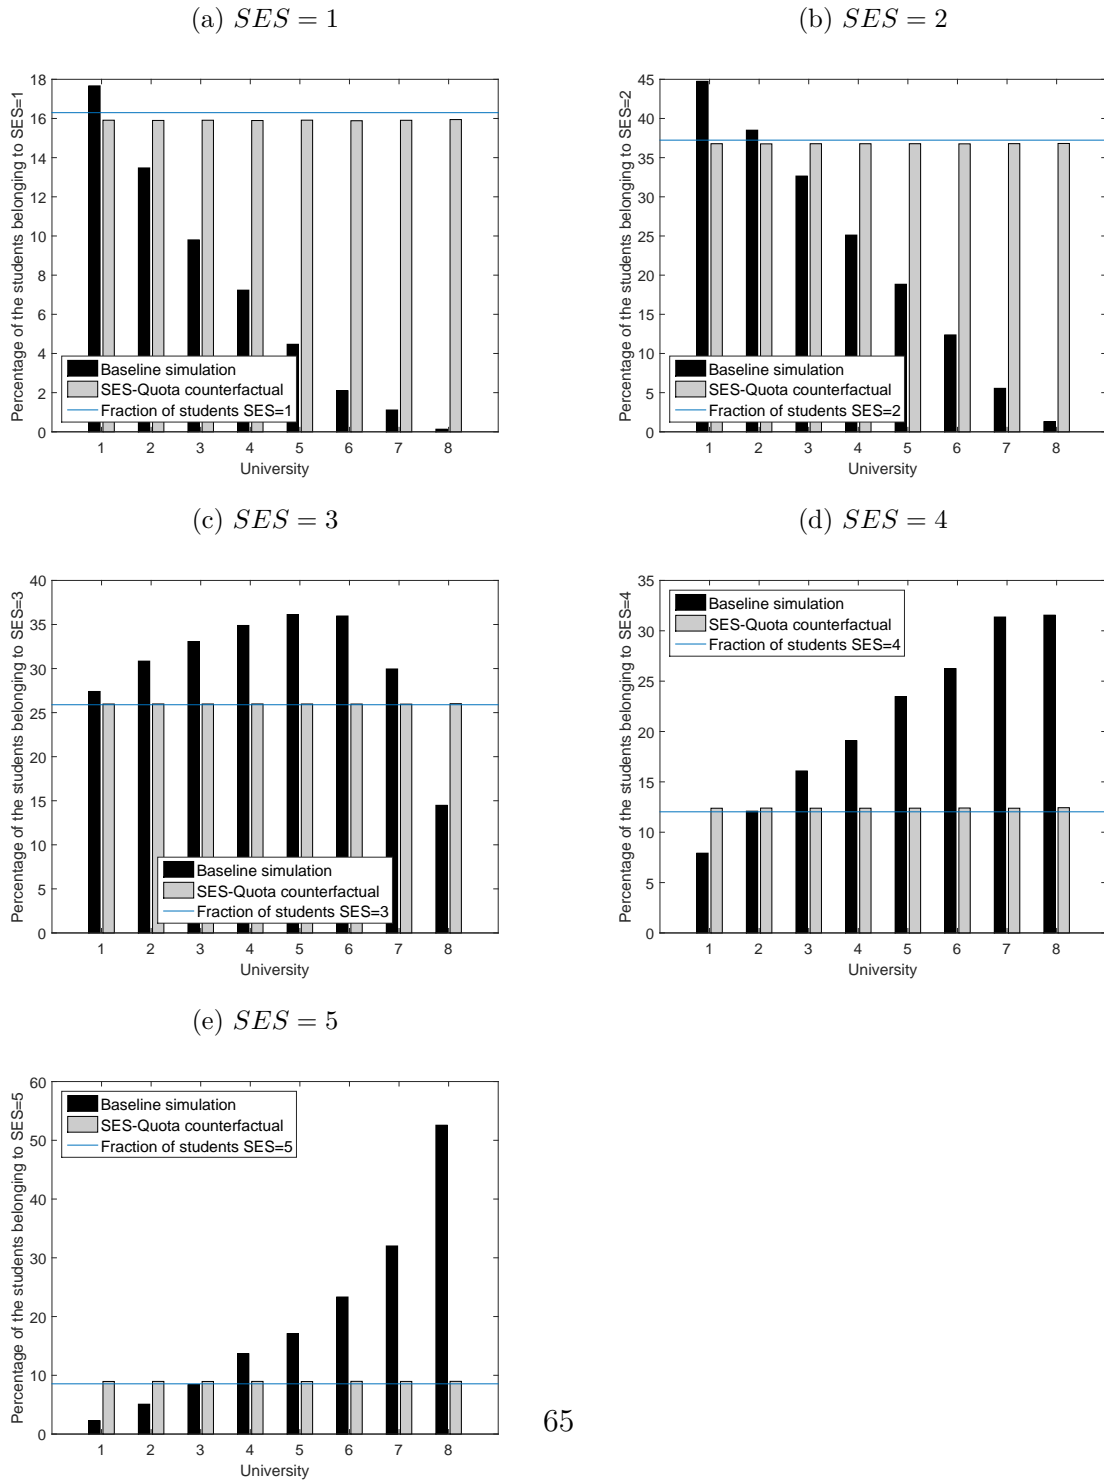 (a) SES = 1
Percentage of the students belonging to SES=1
18
16
14
12
10
8
6
4
2
0
Baseline simulation
SES-Quota counterfactual
Fraction of students SES=1
1 2 3 4 5 6 7 8
University
(b) SES = 2
Percentage of the students belonging to SES=2
45
40
35
30
25
20
15
10
5
0
Baseline simulation
SES-Quota counterfactual
Fraction of students SES=2
1 2 3 4 5 6 7 8
University
(c) SES = 3
Percentage of the students belonging to SES=3
40
35
30
25
20
15
10
5
0
Baseline simulation
SES-Quota counterfactual
Fraction of students SES=3
1 2 3 4 5 6 7 8
University
(d) SES = 4
Percentage of the students belonging to SES=4
35
30
25
20
15
10
5
0
Baseline simulation
SES-Quota counterfactual
Fraction of students SES=4
1 2 3 4 5 6 7 8
University
(e) SES = 5
Percentage of the students belonging to SES=5
60
50
40
30
20
10
0
Baseline simulation
SES-Quota counterfactual
Fraction of students SES=5
1 2 3 4 5 6 7 8
University
65